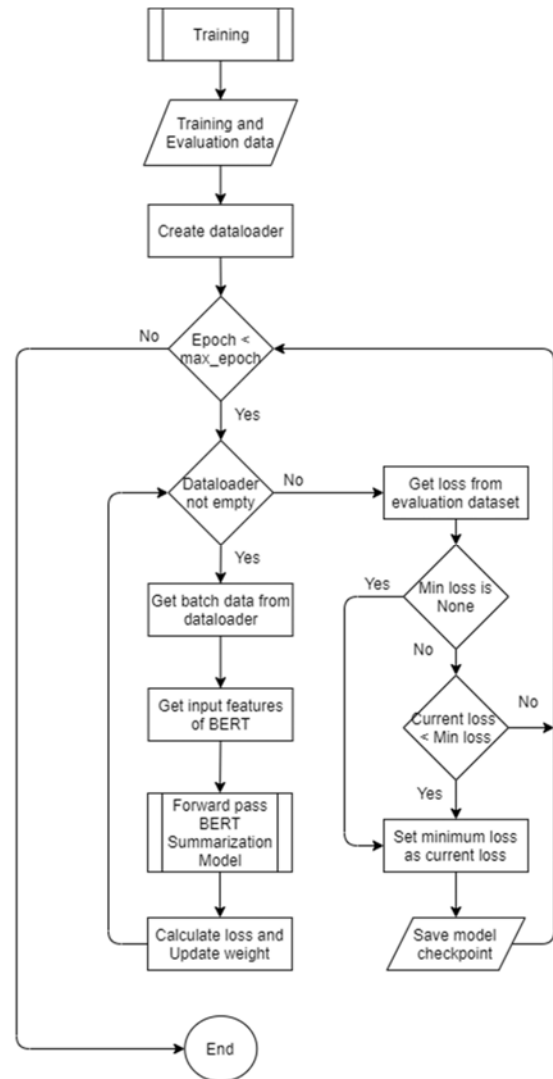 Training
Training and
Evaluation data
Create dataloader
No
Epoch <
max_epoch
Yes
Dataloader
not empty
No
Get loss from
evaluation dataset
Yes
Yes
Min loss is
None
Get batch data from
dataloader
No
No
Get input features
of BERT
Current loss
< Min loss
Yes
Forward pass
BERT
Summarization
Model
Set minimum loss
as current loss
Calculate loss and
Update weight
Save model
checkpoint
End